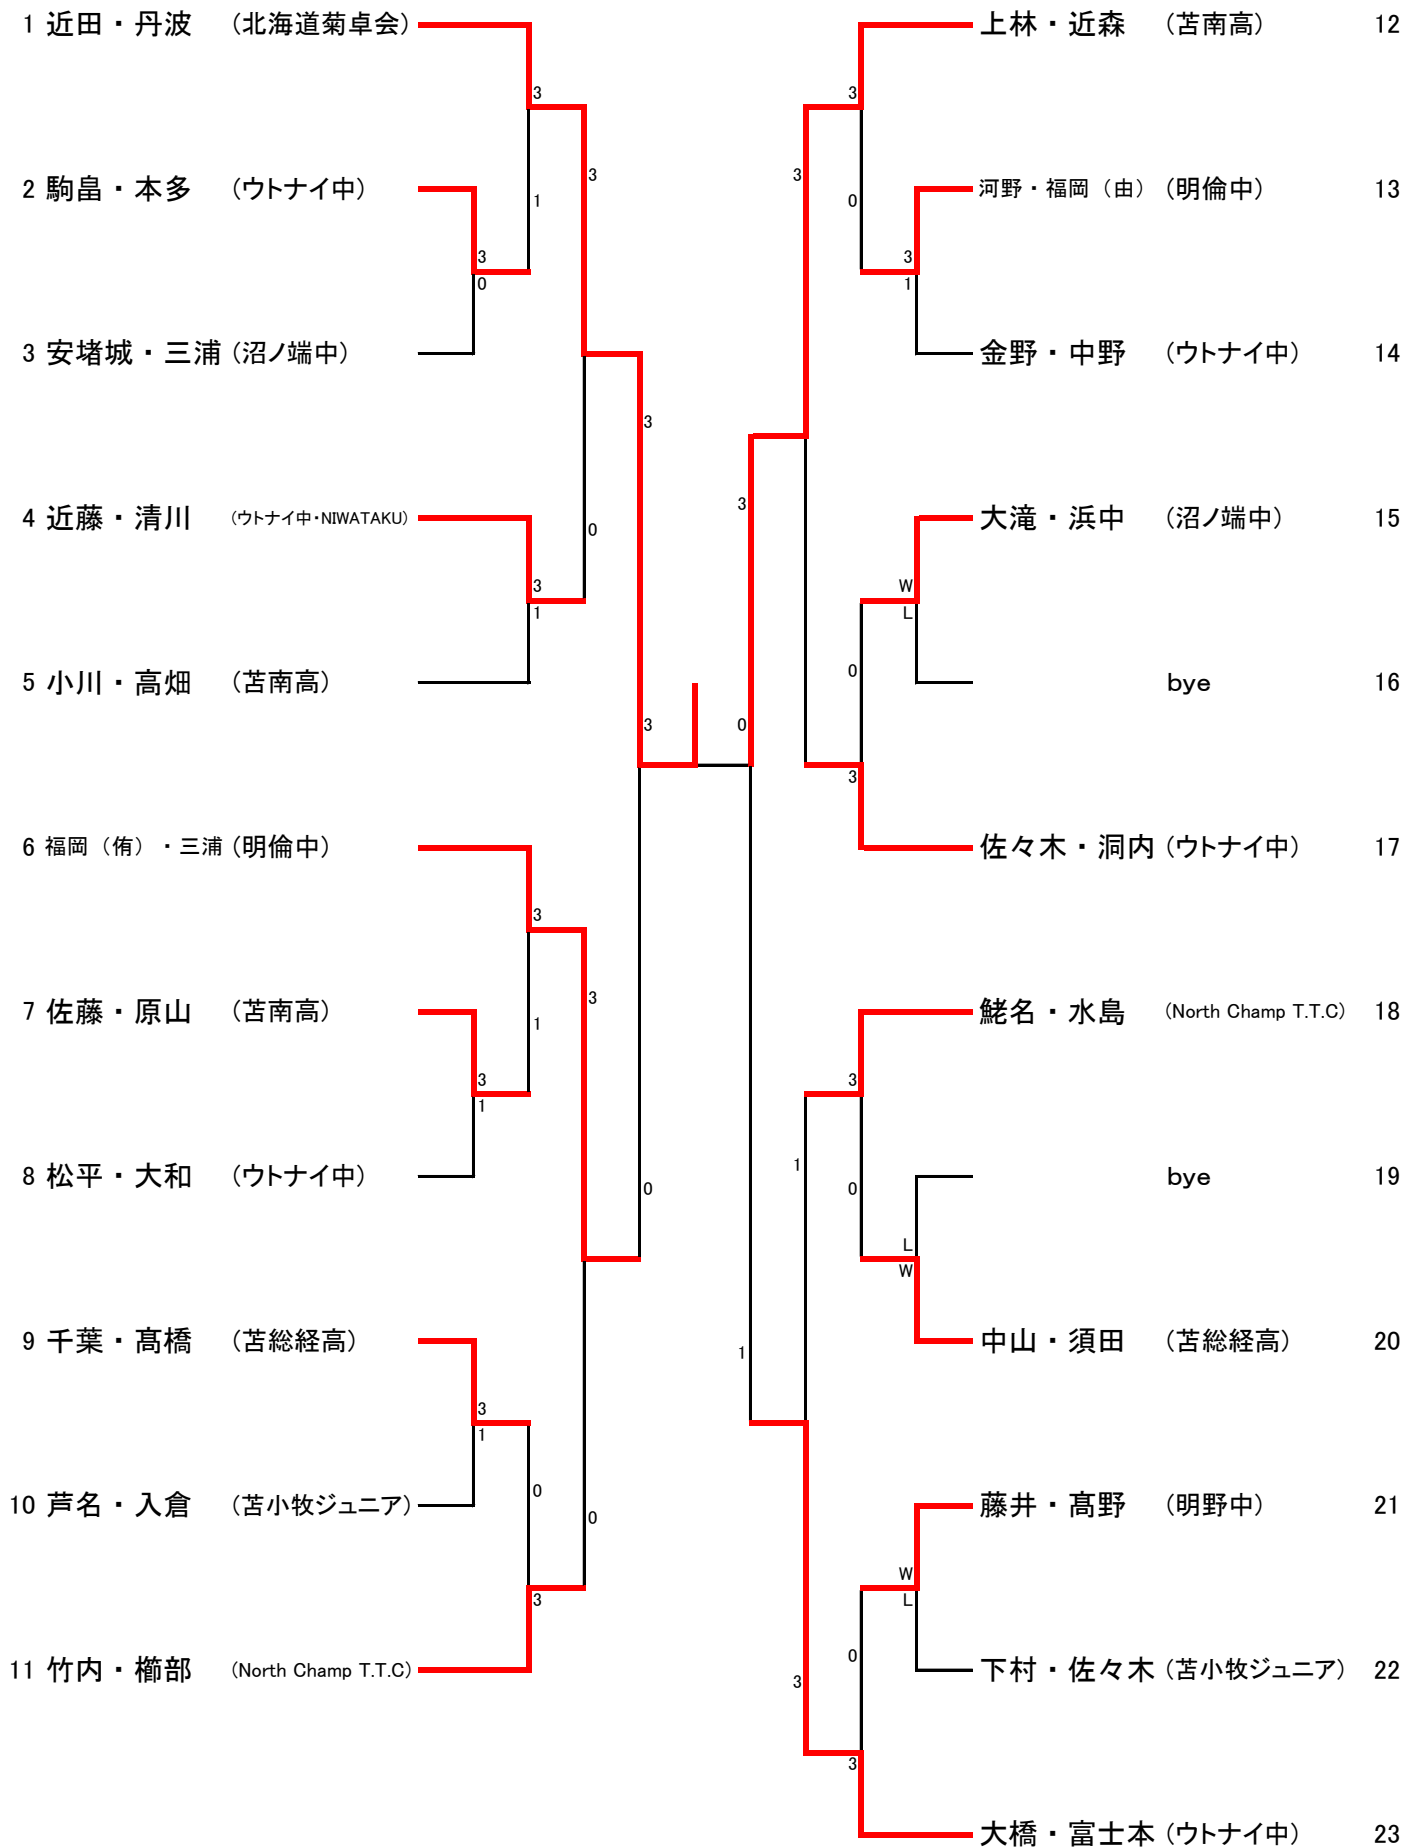 1 近田・丹波 (北海道菊卓会)
3
2 駒畠・本多 (ウトナイ中)
1
3
3
0
3 安堵城・三浦 (沼ノ端中)
3
4 近藤・清川 (ウトナイ中・NIWATAKU)
0
3
1
5 小川・高畑 (苫南高)
3
6 福岡（侑）・三浦 (明倫中)
3
7 佐藤・原山 (苫南高)
1
3
3
1
8 松平・大和 (ウトナイ中)
0
9 千葉・髙橋 (苫総経高)
3
1
10 芦名・入倉 (苫小牧ジュニア)
0
0
3
11 竹内・櫛部 (North Champ T.T.C)
上林・近森 (苫南高) 12
3
3
河野・福岡（由） (明倫中) 13
0
3
1
金野・中野 (ウトナイ中) 14
3
大滝・浜中 (沼ノ端中) 15
W
L
0
bye 16
0
3
佐々木・洞内 (ウトナイ中) 17
鮱名・水島 (North Champ T.T.C) 18
3
1
0
bye 19
L
W
中山・須田 (苫総経高) 20
1
藤井・髙野 (明野中) 21
W
L
0
下村・佐々木 (苫小牧ジュニア) 22
3
3
大橋・富士本 (ウトナイ中) 23